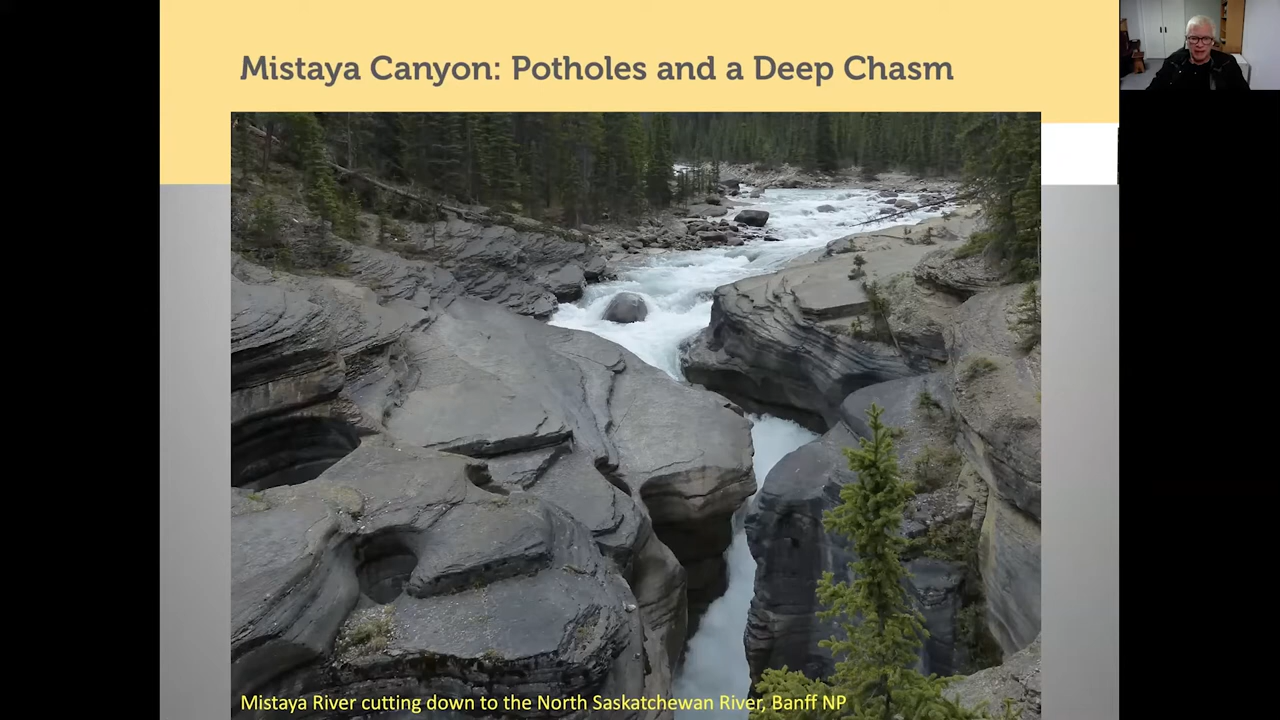 Mistaya Canyon: Potholes and a Deep Chasm
Mistaya River cutting down to the North Saskatchewan River, Banff NP